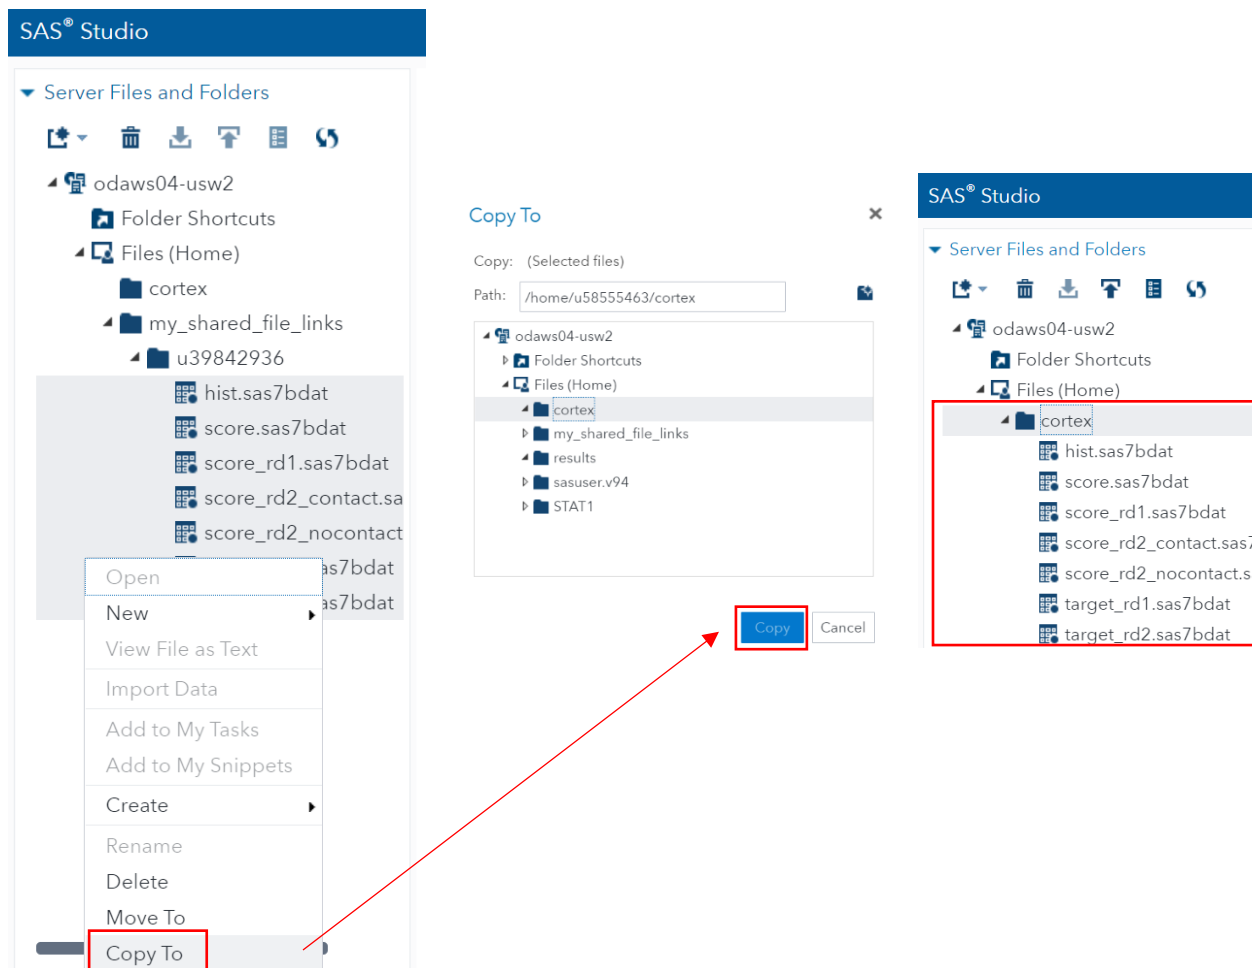 SAS® Studio
Server Files and Folders
odaws04-usw2
Folder Shortcuts
Files (Home)
cortex
my_shared_file_links
u39842936
hist.sas7bdat
score.sas7bdat
score_rd1.sas7bdat
score_rd2_contact.sa
score_rd2_nocontact
as7bdat
as7bdat
Open
New
View File as Text
Import Data
Add to My Tasks
Add to My Snippets
Create
Rename
Delete
Move To
Copy To
Copy To
Copy: (Selected files)
Path: /home/u58555463/cortex
odaws04-usw2
Folder Shortcuts
Files (Home)
cortex
my_shared_file_links
results
sasuser.v94
STAT1
Copy Cancel
SAS® Studio
Server Files and Folders
odaws04-usw2
Folder Shortcuts
Files (Home)
cortex
hist.sas7bdat
score.sas7bdat
score_rd1.sas7bdat
score_rd2_contact.sas7
score_rd2_nocontact.s
target_rd1.sas7bdat
target_rd2.sas7bdat